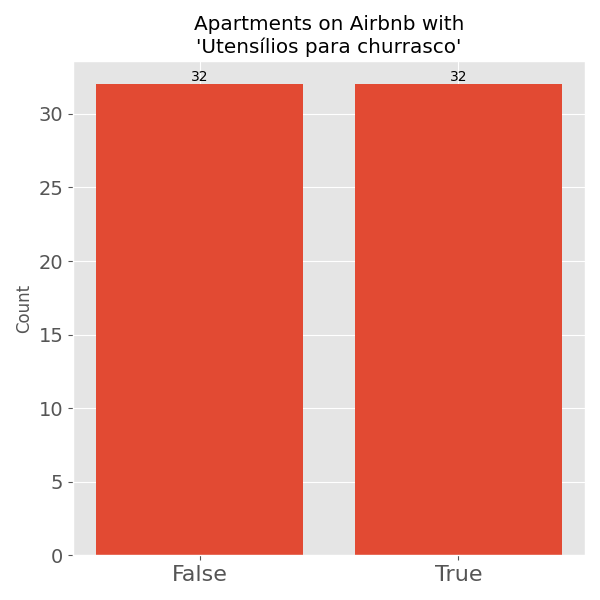 Apartments on Airbnb with
'Utensílios para churrasco'
32
32
30
25
20
15
10
5
0
Count
False
True